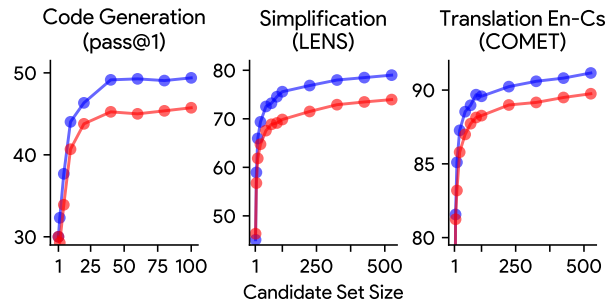 Code Generation
(pass@1)
Simplification
(LENS)
Translation En-Cs
(COMET)
50
40
30
1 25 50 75 100
80
70
60
50
1 250 500
90
85
80
1 250 500
Candidate Set Size